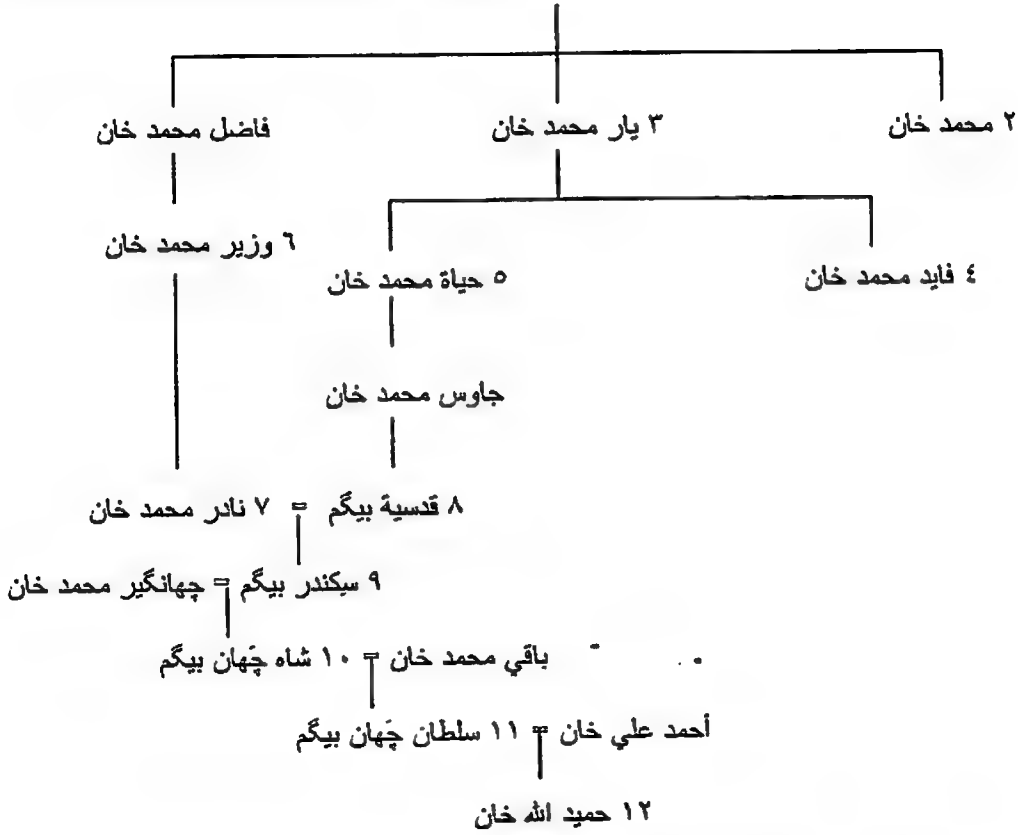 ٢ محمد خان
٣ يار محمد خان
فاضل محمد خان
٦ وزير محمد خان
٤ فايد محمد خان
٥ حياة محمد خان
جاوس محمد خان
٨ قدسية بيگم = ٧ نادر محمد خان
٩ سيكندر بيگم = جهانگير محمد خان
باقي محمد خان = ١٠ شاه چَهان بيگم
أحمد علي خان = ١١ سلطان چَهان بيگم
١٢ حميد الله خان